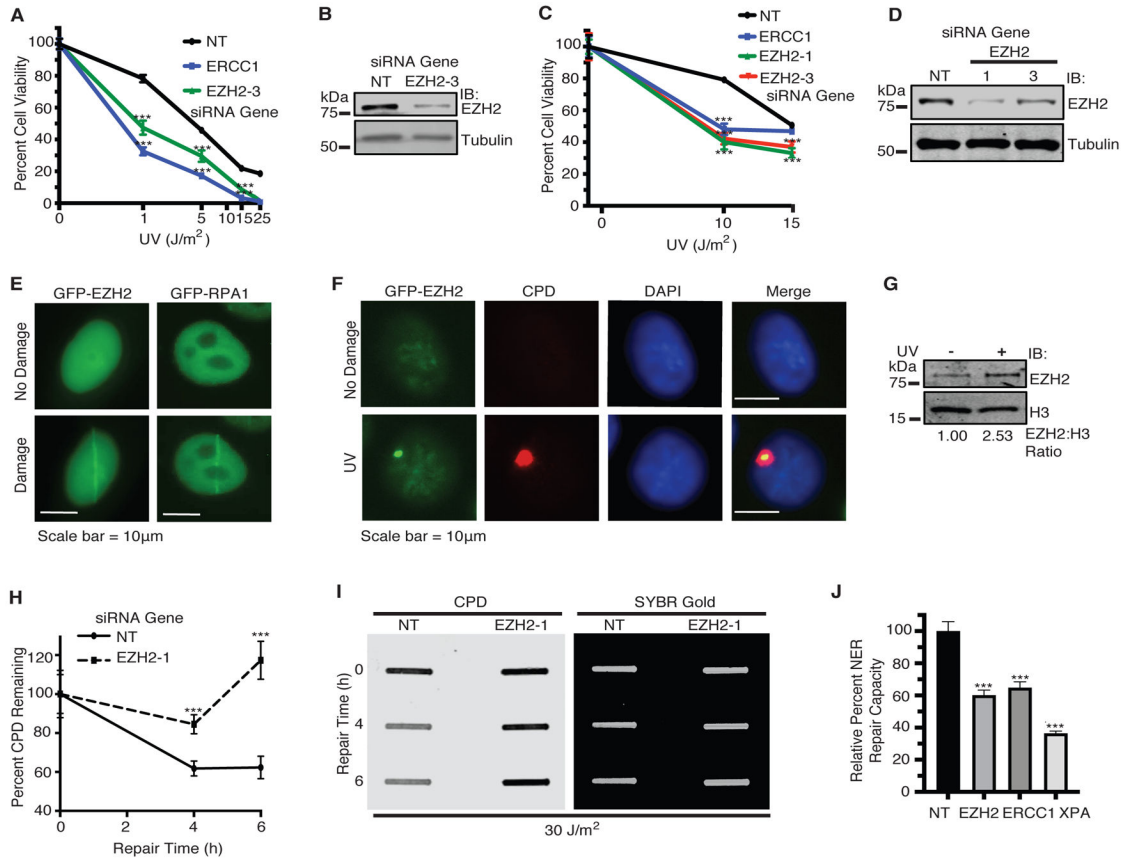 A
Percent Cell Viability
100
80
60
40
20
0
NT
ERCC1
EZH2-3
siRNA Gene
***
***
***
***
***
***
0 1 5 10 15 25
UV (J/m²)
B
siRNA Gene
NT EZH2-3
kDa
IB:
75
EZH2
50
Tubulin
C
Percent Cell Viability
100
80
60
40
20
0
NT
ERCC1
EZH2-1
EZH2-3
siRNA Gene
***
***
***
***
***
0 10 15
UV (J/m²)
D
siRNA Gene
EZH2
NT 1 3
kDa
IB:
75
EZH2
50
Tubulin
E
GFP-EZH2 GFP-RPA1
No Damage
Damage
Scale bar = 10μm
F
GFP-EZH2 CPD DAPI Merge
No Damage
UV
Scale bar = 10μm
G
UV - + IB:
kDa
75
EZH2
15
H3
1.00 2.53 EZH2:H3
Ratio
H
siRNA Gene
NT
EZH2-1
Percent CPD Remaining
120
100
80
60
40
***
***
0 2 4 6
Repair Time (h)
I
CPD SYBR Gold
NT EZH2-1 NT EZH2-1
Repair Time (h)
0
4
6
30 J/m²
J
Relative Percent NER
Repair Capacity
100
80
60
40
20
0
***
***
***
NT EZH2 ERCC1 XPA